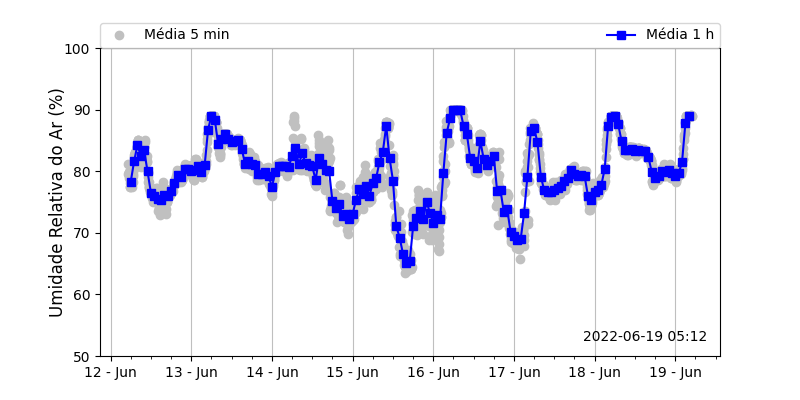 Média 5 min
Média 1 h
Umidade Relativa do Ar (%)
100
90
80
70
60
50
2022-06-19 05:12
12 - Jun
13 - Jun
14 - Jun
15 - Jun
16 - Jun
17 - Jun
18 - Jun
19 - Jun